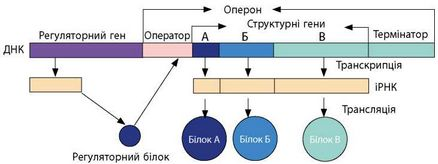 Оперон
Структурні гени
ДНК
Регуляторний ген
Оператор
А
Б
В
Термінатор
Транскрипція
іРНК
Трансляція
Регуляторний білок
Білок А
Білок Б
Білок В